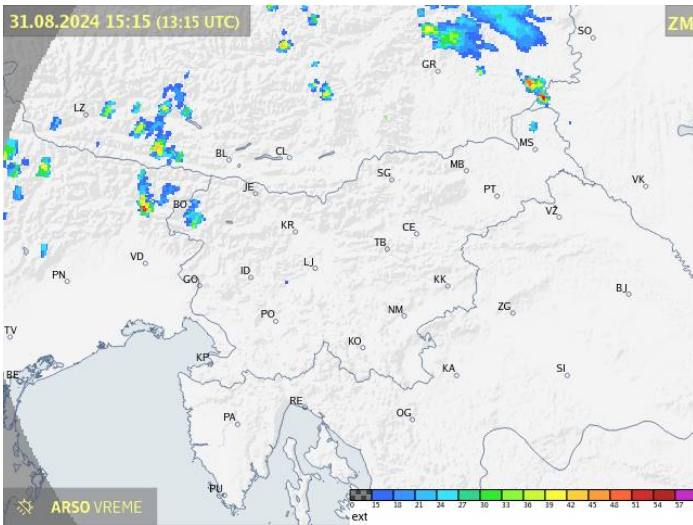 31.08.2024 15:15 (13:15 UTC)
ZM
SO
GR
LZ
MS
BL
CL
MB
SG
VK
JE
PT
BO
VŽ
KR
CE
TB
VD
LJ
ID
PN
GO
KK
BJ
NM
ZG
PO
TV
KO
KP
BE
KA
SI
RE
PA
OG
PU
ARSO VREME
0 15 18 21 24 27 30 33 36 39 42 45 48 51 54 57
ext